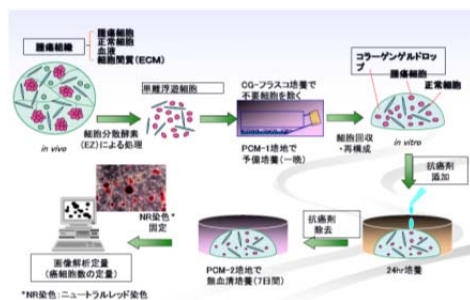 腫瘍組織
腫瘍細胞
正常細胞
血液
細胞間質(ECM)
in vivo
細胞分散酵素
(EZ)による処理
単離浮遊細胞
CG-フラスコ培養で
不要細胞を除く
PCM-1培地で
予備培養(一晩)
細胞回収
・再構成
コラーゲンゲルドロッ
プ
腫瘍細胞
正常細胞
in vitro
抗癌剤
添加
24hr培養
抗癌剤
除去
PCM-2培地で
無血清培養(7日間)
NR染色*
固定
画像解析定量
(癌細胞数の定量)
*NR染色:ニュートラルレッド染色